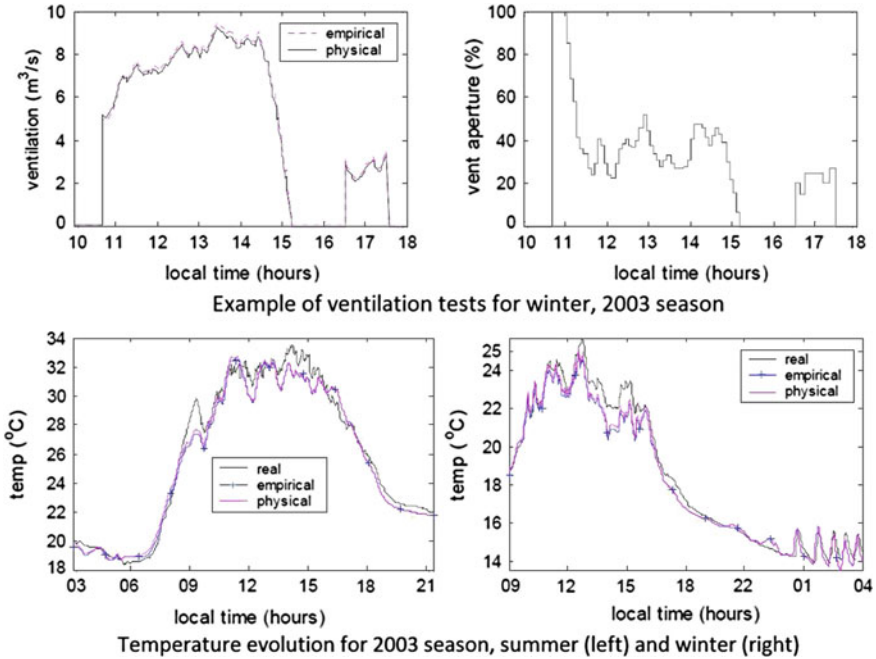 10
8
6
4
2
0
ventilation (m3/s)
empirical
physical
10 11 12 13 14 15 16 17 18
local time (hours)
100
80
60
40
20
0
vent aperture (%)
10 11 12 13 14 15 16 17 18
local time (hours)
Example of ventilation tests for winter, 2003 season
34
32
30
28
26
24
22
20
18
temp (°C)
real
empirical
physical
03 06 09 12 15 18 21
local time (hours)
25
24
22
20
18
16
14
temp (°C)
real
empirical
physical
09 12 15 18 22 01 04
local time (hours)
Temperature evolution for 2003 season, summer (left) and winter (right)